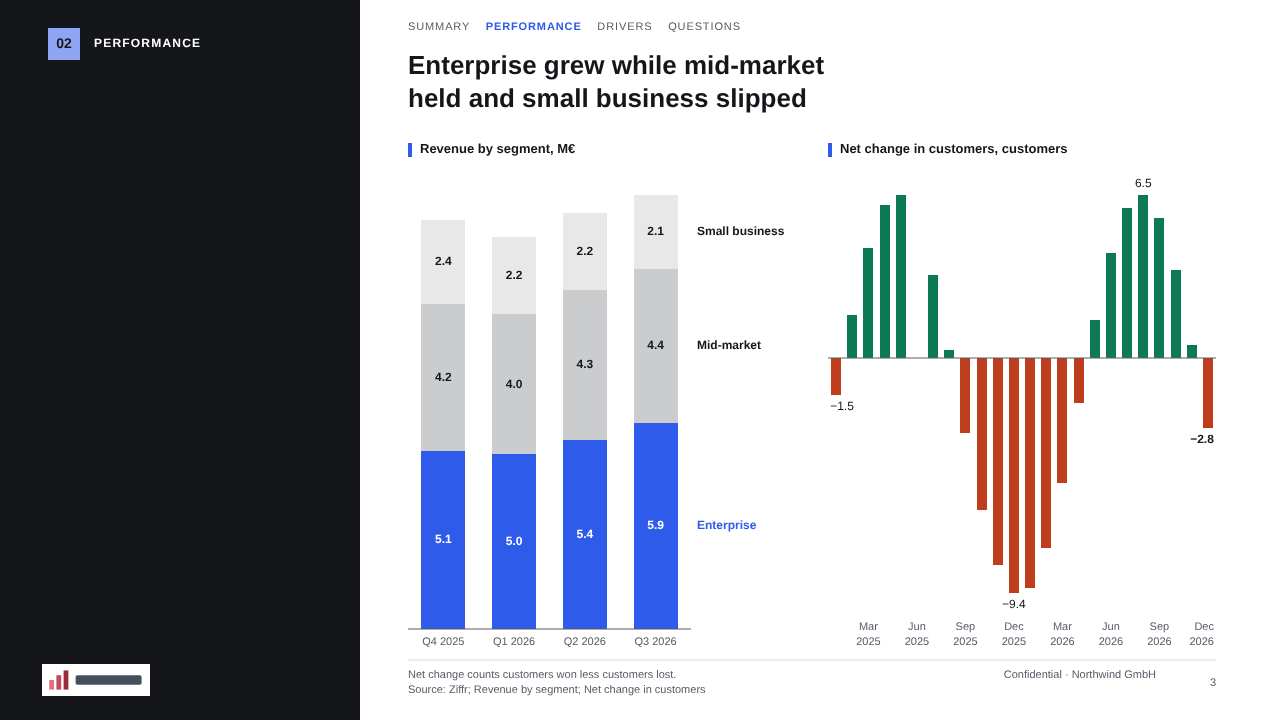 02 PERFORMANCE
SUMMARY PERFORMANCE DRIVERS QUESTIONS
Enterprise grew while mid-market
held and small business slipped
Revenue by segment, M€
2.4 2.2 2.2 2.1 Small business
4.2 4.0 4.3 4.4 Mid-market
5.1 5.0 5.4 5.9 Enterprise
Q4 2025 Q1 2026 Q2 2026 Q3 2026
Net change in customers, customers
6.5
−1.5
−2.8
−9.4
Mar Jun Sep Dec Mar Jun Sep Dec
2025 2025 2025 2025 2026 2026 2026 2026
Net change counts customers won less customers lost.
Source: Ziffr; Revenue by segment; Net change in customers
Confidential · Northwind GmbH
3